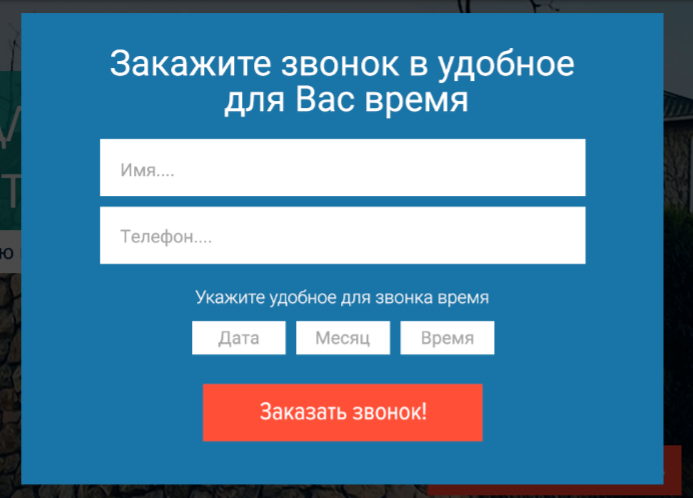 Закажите звонок в удобное
для Вас время
Имя....
Телефон....
Укажите удобное для звонка время
Дата Месяц Время
Заказать звонок!